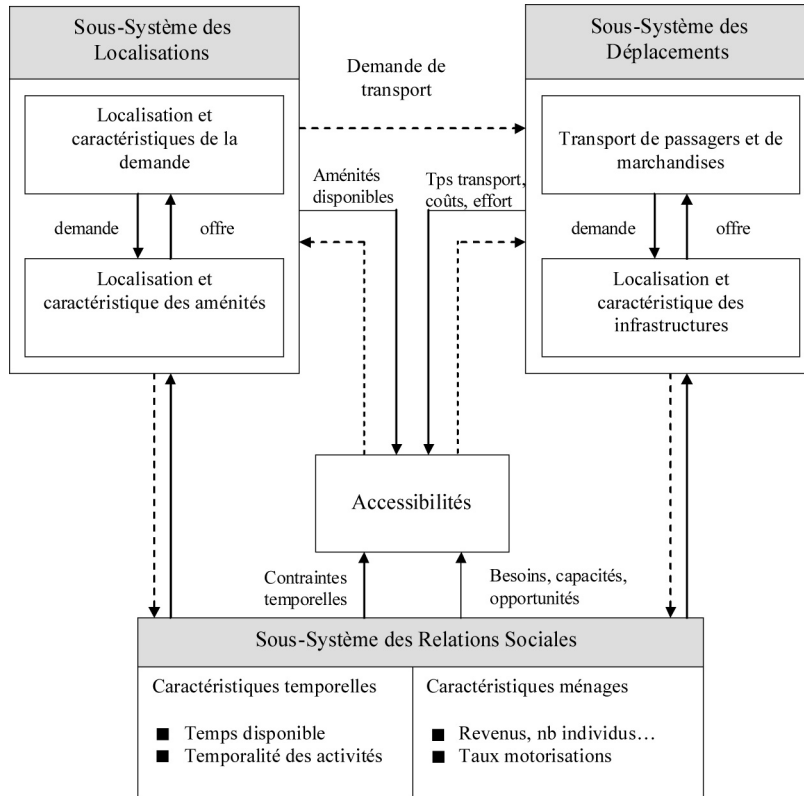 Sous-Système des
Localisations
Localisation et
caractéristiques de la
demande
demande
offre
Localisation et
caractéristique des aménités
Demande de
transport
Aménités
disponibles
Tps transport,
coûts, effort
Sous-Système des
Déplacements
Transport de passagers et de
marchandises
demande
offre
Localisation et
caractéristique des
infrastructures
Accessibilités
Contraintes
temporelles
Besoins, capacités,
opportunités
Sous-Système des Relations Sociales
Caractéristiques temporelles
■ Temps disponible
■ Temporalité des activités
Caractéristiques ménages
■ Revenus, nb individus…
■ Taux motorisations